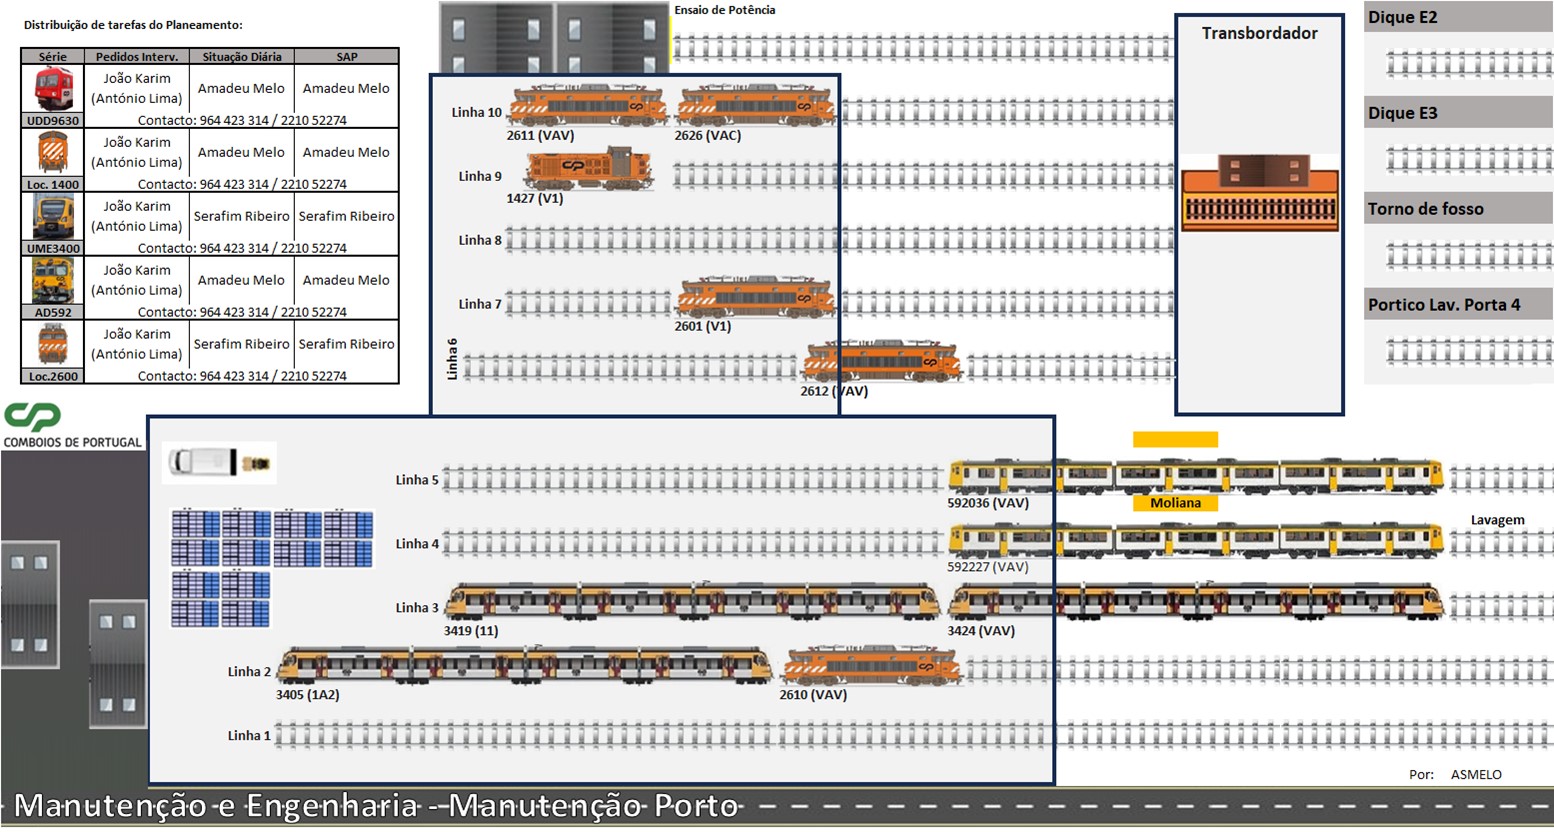 Distribuição de tarefas do Planeamento:
Série Pedidos Interv. Situação Diária SAP
João Karim
(António Lima) Amadeu Melo Amadeu Melo
UDD9630 Contacto: 964 423 314 / 2210 52274
João Karim
(António Lima) Amadeu Melo Amadeu Melo
Loc. 1400 Contacto: 964 423 314 / 2210 52274
João Karim
(António Lima) Serafim Ribeiro Serafim Ribeiro
UME3400 Contacto: 964 423 314 / 2210 52274
João Karim
(António Lima) Amadeu Melo Amadeu Melo
AD592 Contacto: 964 423 314 / 2210 52274
João Karim
(António Lima) Serafim Ribeiro Serafim Ribeiro
Loc.2600 Contacto: 964 423 314 / 2210 52274
CP
COMBOIOS DE PORTUGAL
Ensaio de Potência
Linha 10
2611 (VAV) 2626 (VAC)
Linha 9
1427 (V1)
Linha 8
Linha 7
2601 (V1)
Linha 6
2612 (VAV)
Transbordador
Dique E2
Dique E3
Torno de fosso
Portico Lav. Porta 4
Linha 5
592036 (VAV)
Moliana
Linha 4
Lavagem
592227 (VAV)
Linha 3
3419 (11) 3424 (VAV)
Linha 2
3405 (1A2) 2610 (VAV)
Linha 1
Por: ASMELO
Manutenção e Engenharia - Manutenção Porto